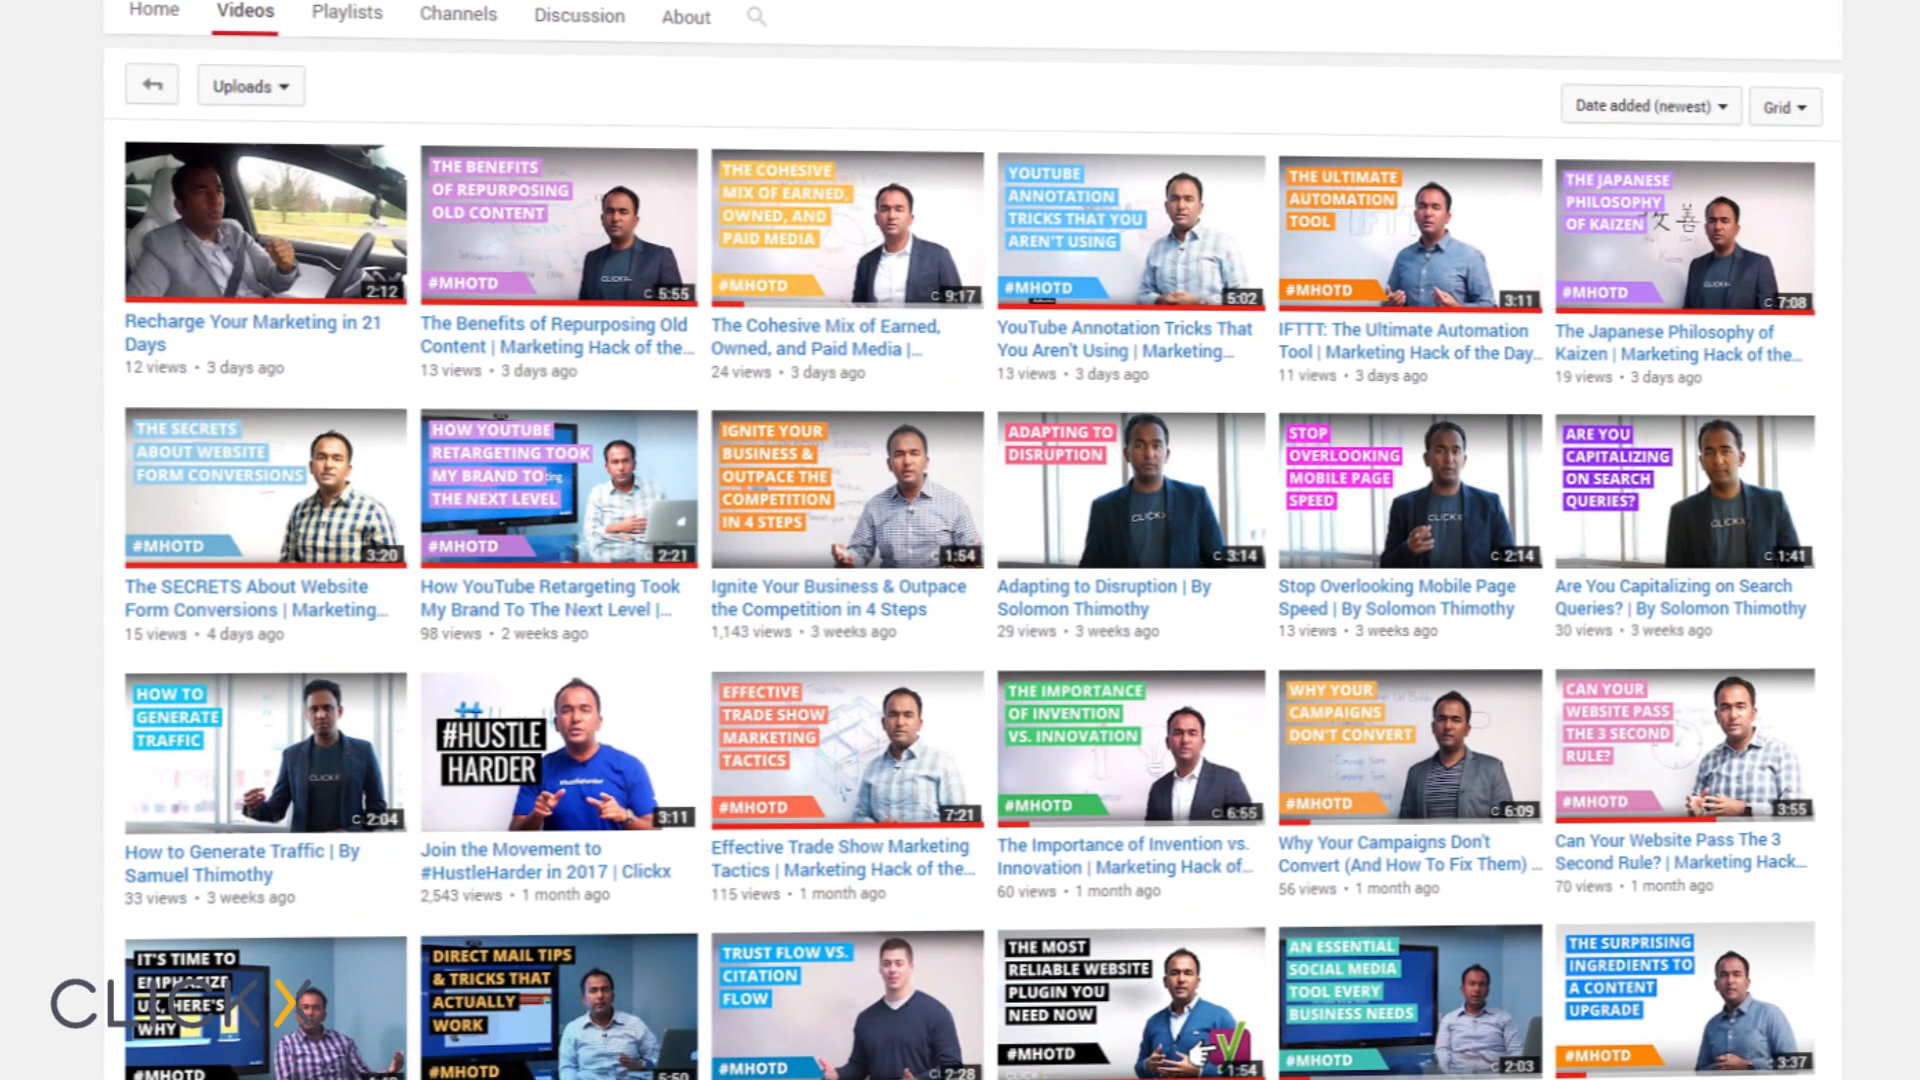 Home Videos Playlists Channels Discussion About
Uploads Date added (newest) Grid
2:12
THE BENEFITS
OF REPURPOSING
OLD CONTENT
CLICKX
#MHOTD
5:55
THE COHESIVE
MIX OF EARNED,
OWNED, AND
PAID MEDIA
#MHOTD
9:17
YOUTUBE
ANNOTATION
TRICKS THAT YOU
AREN'T USING
#MHOTD
5:02
THE ULTIMATE
AUTOMATION
TOOL
IFTTT
#MHOTD
3:11
THE JAPANESE
PHILOSOPHY
OF KAIZEN
改善
CLICKX
#MHOTD
7:08
Recharge Your Marketing in 21
Days
12 views • 3 days ago
The Benefits of Repurposing Old
Content | Marketing Hack of the...
13 views • 3 days ago
The Cohesive Mix of Earned,
Owned, and Paid Media |...
24 views • 3 days ago
YouTube Annotation Tricks That
You Aren't Using | Marketing...
13 views • 3 days ago
IFTTT: The Ultimate Automation
Tool | Marketing Hack of the Day...
11 views • 3 days ago
The Japanese Philosophy of
Kaizen | Marketing Hack of the...
19 views • 3 days ago
THE SECRETS
ABOUT WEBSITE
FORM CONVERSIONS
#MHOTD
3:20
HOW YOUTUBE
RETARGETING TOOK
MY BRAND TO
THE NEXT LEVEL
#MHOTD
2:21
IGNITE YOUR
BUSINESS &
OUTPACE THE
COMPETITION
IN 4 STEPS
1:54
ADAPTING TO
DISRUPTION
CLICKX
3:14
STOP
OVERLOOKING
MOBILE PAGE
SPEED
CLICKX
2:14
ARE YOU
CAPITALIZING
ON SEARCH
QUERIES?
CLICKX
1:41
The SECRETS About Website
Form Conversions | Marketing...
15 views • 4 days ago
How YouTube Retargeting Took
My Brand To The Next Level |...
98 views • 2 weeks ago
Ignite Your Business & Outpace
the Competition in 4 Steps
1,143 views • 3 weeks ago
Adapting to Disruption | By
Solomon Thimothy
29 views • 3 weeks ago
Stop Overlooking Mobile Page
Speed | By Solomon Thimothy
13 views • 3 weeks ago
Are You Capitalizing on Search
Queries? | By Solomon Thimothy
30 views • 3 weeks ago
HOW TO
GENERATE
TRAFFIC
CLICKX
2:04
#HUSTLE
HARDER
3:11
EFFECTIVE
TRADE SHOW
MARKETING
TACTICS
#MHOTD
7:21
THE IMPORTANCE
OF INVENTION
VS. INNOVATION
#MHOTD
6:55
WHY YOUR
CAMPAIGNS
DON'T CONVERT
#MHOTD
6:09
CAN YOUR
WEBSITE PASS
THE 3 SECOND
RULE?
#MHOTD
3:55
How to Generate Traffic | By
Samuel Thimothy
33 views • 3 weeks ago
Join the Movement to
#HustleHarder in 2017 | Clickx
2,543 views • 1 month ago
Effective Trade Show Marketing
Tactics | Marketing Hack of the...
115 views • 1 month ago
The Importance of Invention vs.
Innovation | Marketing Hack of...
60 views • 1 month ago
Why Your Campaigns Don't
Convert (And How To Fix Them) ...
56 views • 1 month ago
Can Your Website Pass The 3
Second Rule? | Marketing Hack...
70 views • 1 month ago
IT'S TIME TO
EMPHASIZE
UX, HERE'S
WHY
#MHOTD
DIRECT MAIL TIPS
& TRICKS THAT
ACTUALLY
WORK
#MHOTD
5:50
TRUST FLOW VS.
CITATION
FLOW
#MHOTD
2:28
THE MOST
RELIABLE WEBSITE
PLUGIN YOU
NEED NOW
#MHOTD
1:54
AN ESSENTIAL
SOCIAL MEDIA
TOOL EVERY
BUSINESS NEEDS
#MHOTD
2:03
THE SURPRISING
INGREDIENTS TO
A CONTENT
UPGRADE
#MHOTD
3:37
CLICKX